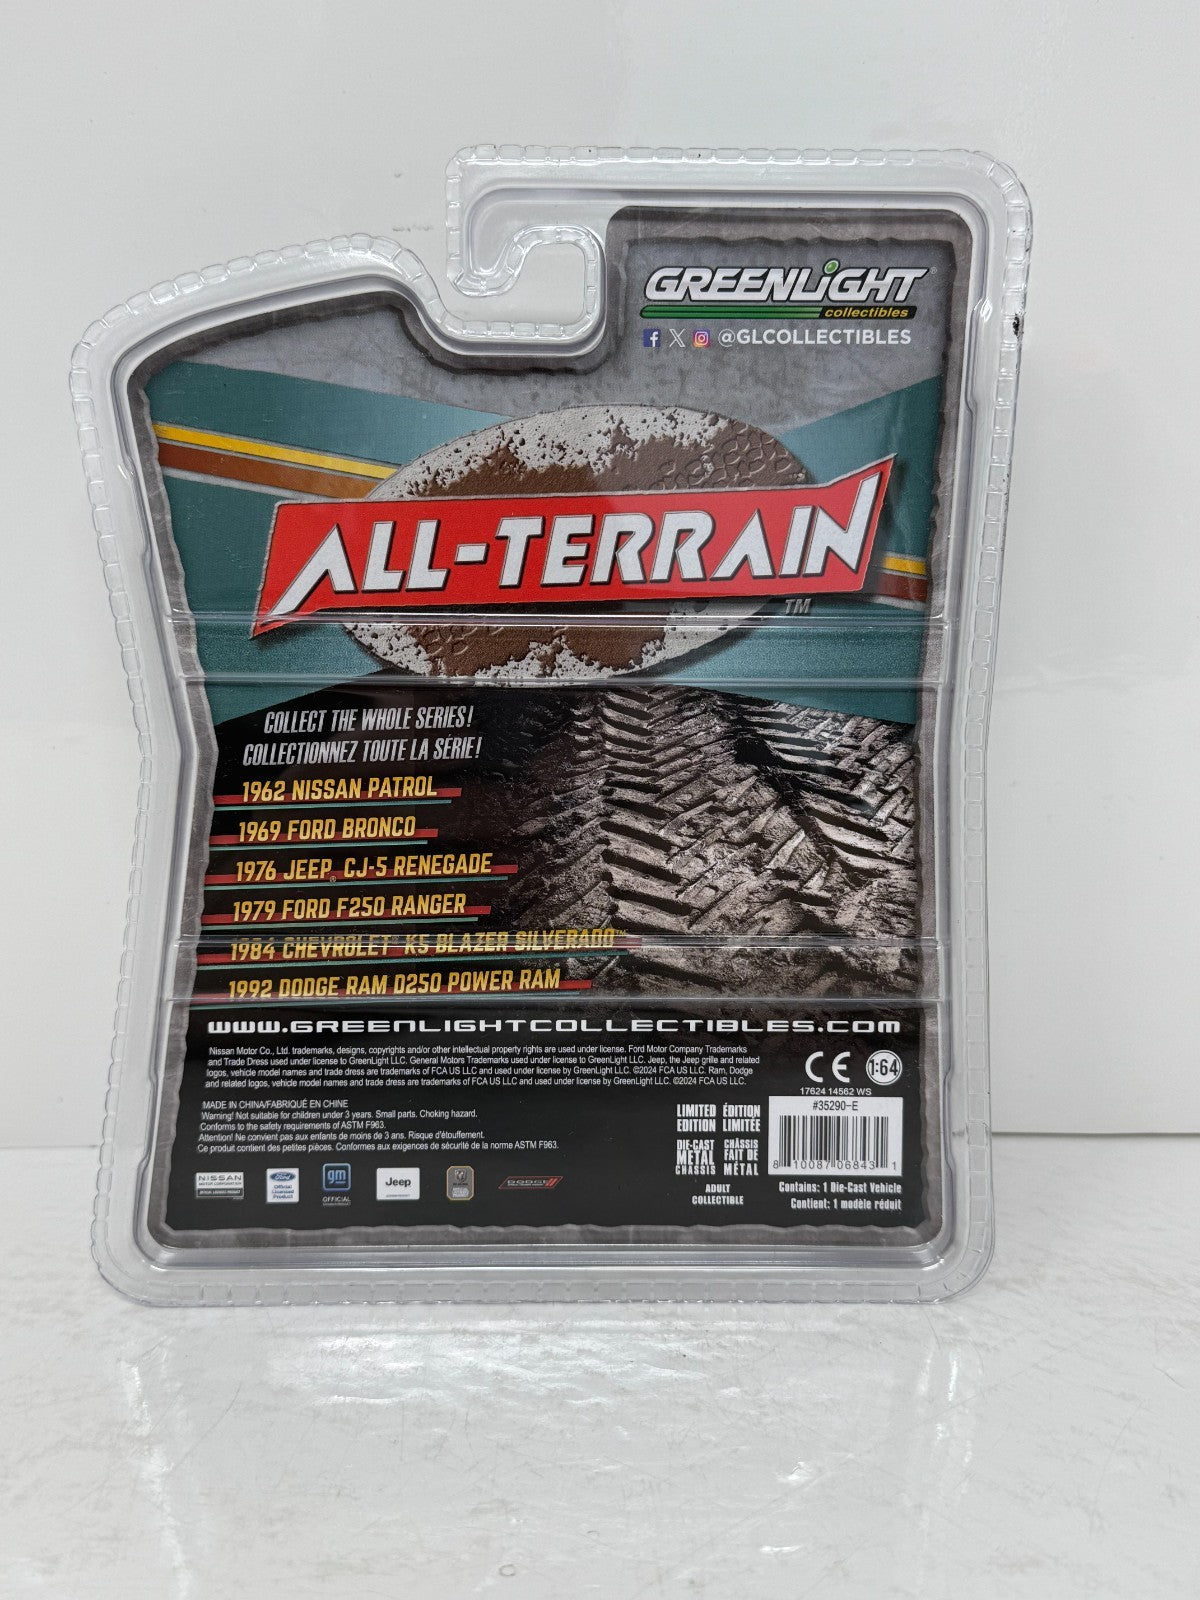 GREENLIGHT®
collectibles
@GLCOLLECTIBLES
ALL-TERRAIN
TM
COLLECT THE WHOLE SERIES!
COLLECTIONNEZ TOUTE LA SÉRIE!
1962 NISSAN PATROL
1969 FORD BRONCO
1976 JEEP® CJ-5 RENEGADE
1979 FORD F250 RANGER
1984 CHEVROLET® K5 BLAZER SILVERADO™
1992 DODGE RAM D250 POWER RAM
WWW.GREENLIGHTCOLLECTIBLES.COM
Nissan Motor Co., Ltd. trademarks, designs, copyrights and/or other intellectual property rights are used under license. Ford Motor Company Trademarks
and Trade Dress used under license to GreenLight LLC. General Motors Trademarks used under license to GreenLight LLC. Jeep, the Jeep grille and related
logos, vehicle model names and trade dress are trademarks of FCA US LLC and used under license by GreenLight LLC. ©2024 FCA US LLC. Ram, Dodge
and related logos, vehicle model names and trade dress are trademarks of FCA US LLC and used under license by GreenLight LLC. ©2024 FCA US LLC.
CE
1:64
17624 14562 WS
MADE IN CHINA/FABRIQUÉ EN CHINE
Warning! Not suitable for children under 3 years. Small parts. Choking hazard.
Conforms to the safety requirements of ASTM F963.
Attention! Ne convient pas aux enfants de moins de 3 ans. Risque d'étouffement.
Ce produit contient des petites pièces. Conformes aux exigences de sécurité de la norme ASTM F963.
LIMITED EDITION
ÉDITION LIMITÉE
DIE-CAST METAL CHASSIS
CHÂSSIS FAIT DE MÉTAL
ADULT COLLECTIBLE
#35290-E
8 10087 06843 1
Contains: 1 Die-Cast Vehicle
Contient: 1 modèle réduit
NISSAN
MOTOR CORPORATION
Ford
Official
Licensed
Product
gm
OFFICIAL
Jeep
DODGE